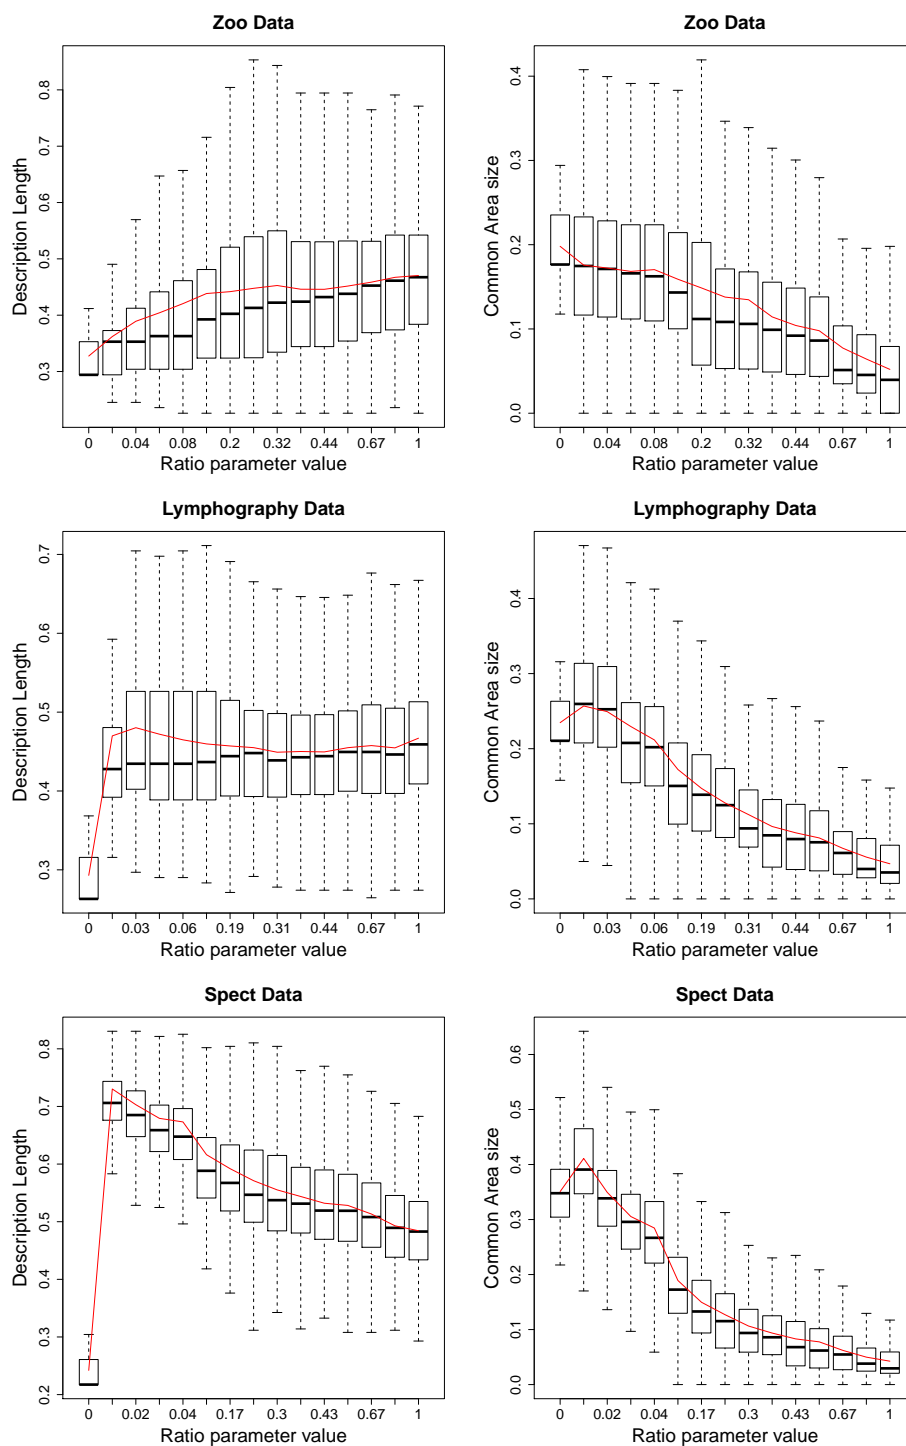 Zoo Data
Description Length
0.3 0.4 0.5 0.6 0.7 0.8
0 0.04 0.08 0.2 0.32 0.44 0.67 1
Ratio parameter value
Zoo Data
Common Area size
0.0 0.1 0.2 0.3 0.4
0 0.04 0.08 0.2 0.32 0.44 0.67 1
Ratio parameter value
Lymphography Data
Description Length
0.3 0.4 0.5 0.6 0.7
0 0.03 0.06 0.19 0.31 0.44 0.67 1
Ratio parameter value
Lymphography Data
Common Area size
0.0 0.1 0.2 0.3 0.4
0 0.03 0.06 0.19 0.31 0.44 0.67 1
Ratio parameter value
Spect Data
Description Length
0.2 0.3 0.4 0.5 0.6 0.7 0.8
0 0.02 0.04 0.17 0.3 0.43 0.67 1
Ratio parameter value
Spect Data
Common Area size
0.0 0.1 0.2 0.3 0.4 0.5 0.6
0 0.02 0.04 0.17 0.3 0.43 0.67 1
Ratio parameter value